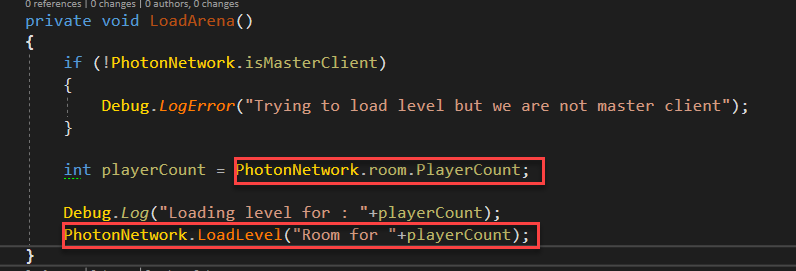 0 references | 0 changes | 0 authors, 0 changes
private void LoadArena()
{
if (!PhotonNetwork.isMasterClient)
{
Debug.LogError("Trying to load level but we are not master client");
}
int playerCount = PhotonNetwork.room.PlayerCount;
Debug.Log("Loading level for : "+playerCount);
PhotonNetwork.LoadLevel("Room for "+playerCount);
}